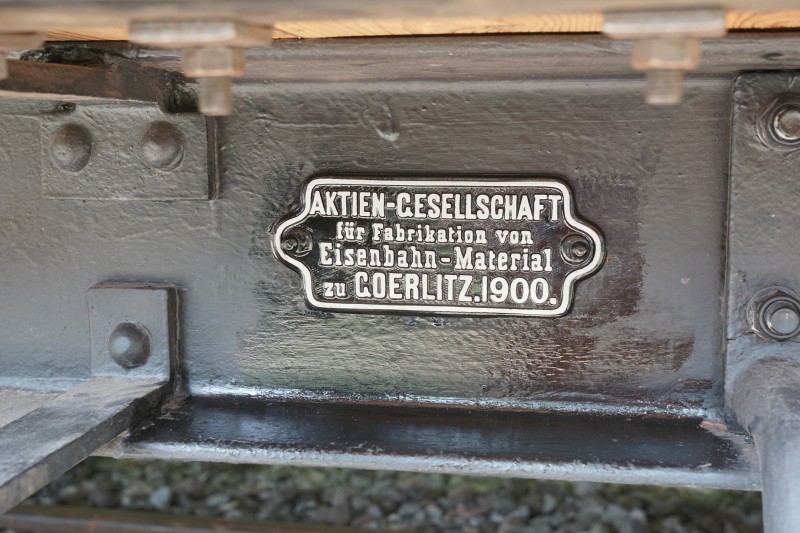 AKTIEN-GESELLSCHAFT
für Fabrikation von
Eisenbahn-Material
zu GOERLITZ.1900.